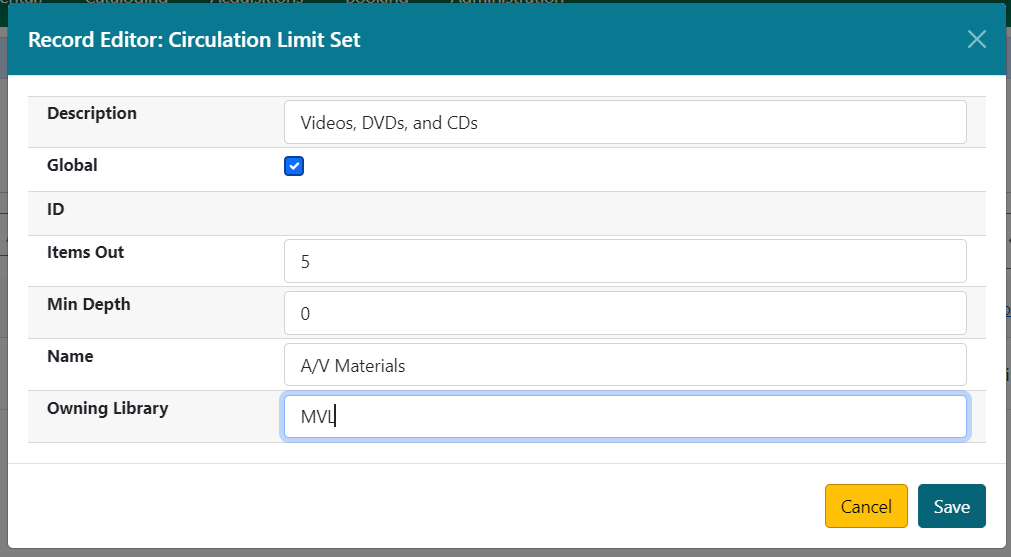 Cataloging Acquisitions Booking Administration
Record Editor: Circulation Limit Set
Description Videos, DVDs, and CDs
Global
ID
Items Out 5
Min Depth 0
Name A/V Materials
Owning Library MVL
Cancel Save